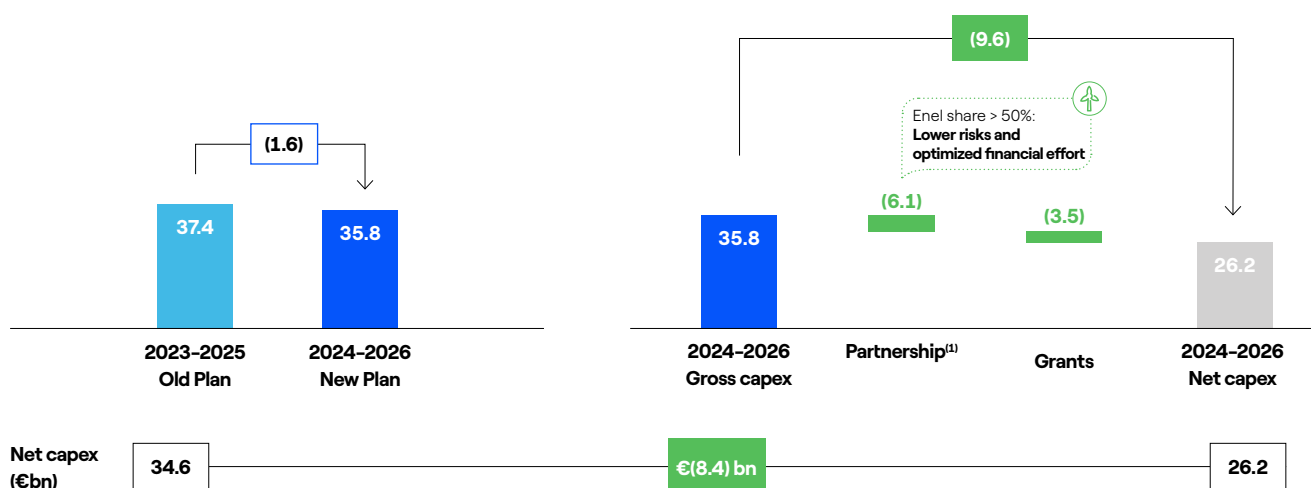 (9.6)
Enel share > 50%:
Lower risks and
optimized financial effort
(1.6)
37.4
35.8
35.8
(6.1)
(3.5)
26.2
2023–2025
Old Plan
2024–2026
New Plan
2024–2026
Gross capex
Partnership(1)
Grants
2024–2026
Net capex
Net capex
(€bn)
34.6
€(8.4) bn
26.2